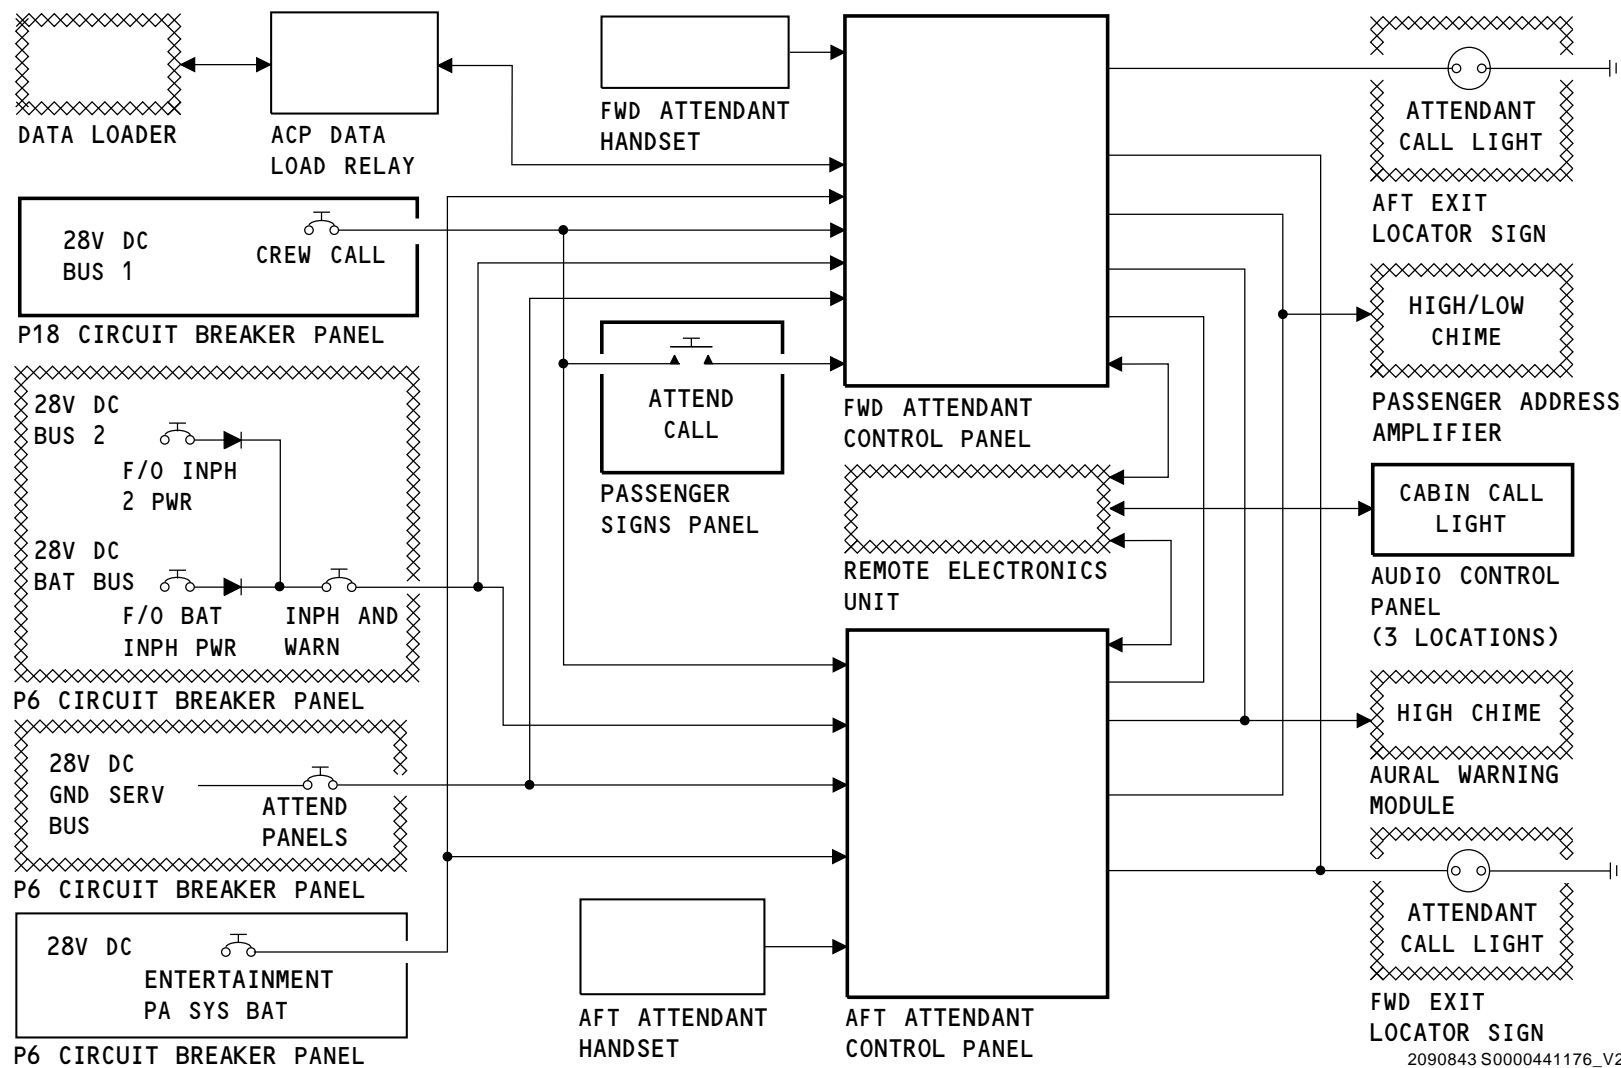 DATA LOADER
ACP DATA
LOAD RELAY
FWD ATTENDANT
HANDSET
28V DC
BUS 1
CREW CALL
P18 CIRCUIT BREAKER PANEL
28V DC
BUS 2
F/O INPH
2 PWR
28V DC
BAT BUS
F/O BAT
INPH PWR
INPH AND
WARN
P6 CIRCUIT BREAKER PANEL
28V DC
GND SERV
BUS
ATTEND
PANELS
P6 CIRCUIT BREAKER PANEL
28V DC
ENTERTAINMENT
PA SYS BAT
P6 CIRCUIT BREAKER PANEL
ATTEND
CALL
PASSENGER
SIGNS PANEL
AFT ATTENDANT
HANDSET
FWD ATTENDANT
CONTROL PANEL
REMOTE ELECTRONICS
UNIT
AFT ATTENDANT
CONTROL PANEL
ATTENDANT
CALL LIGHT
AFT EXIT
LOCATOR SIGN
HIGH/LOW
CHIME
PASSENGER ADDRESS
AMPLIFIER
CABIN CALL
LIGHT
AUDIO CONTROL
PANEL
(3 LOCATIONS)
HIGH CHIME
AURAL WARNING
MODULE
ATTENDANT
CALL LIGHT
FWD EXIT
LOCATOR SIGN
2090843 S0000441176_V2